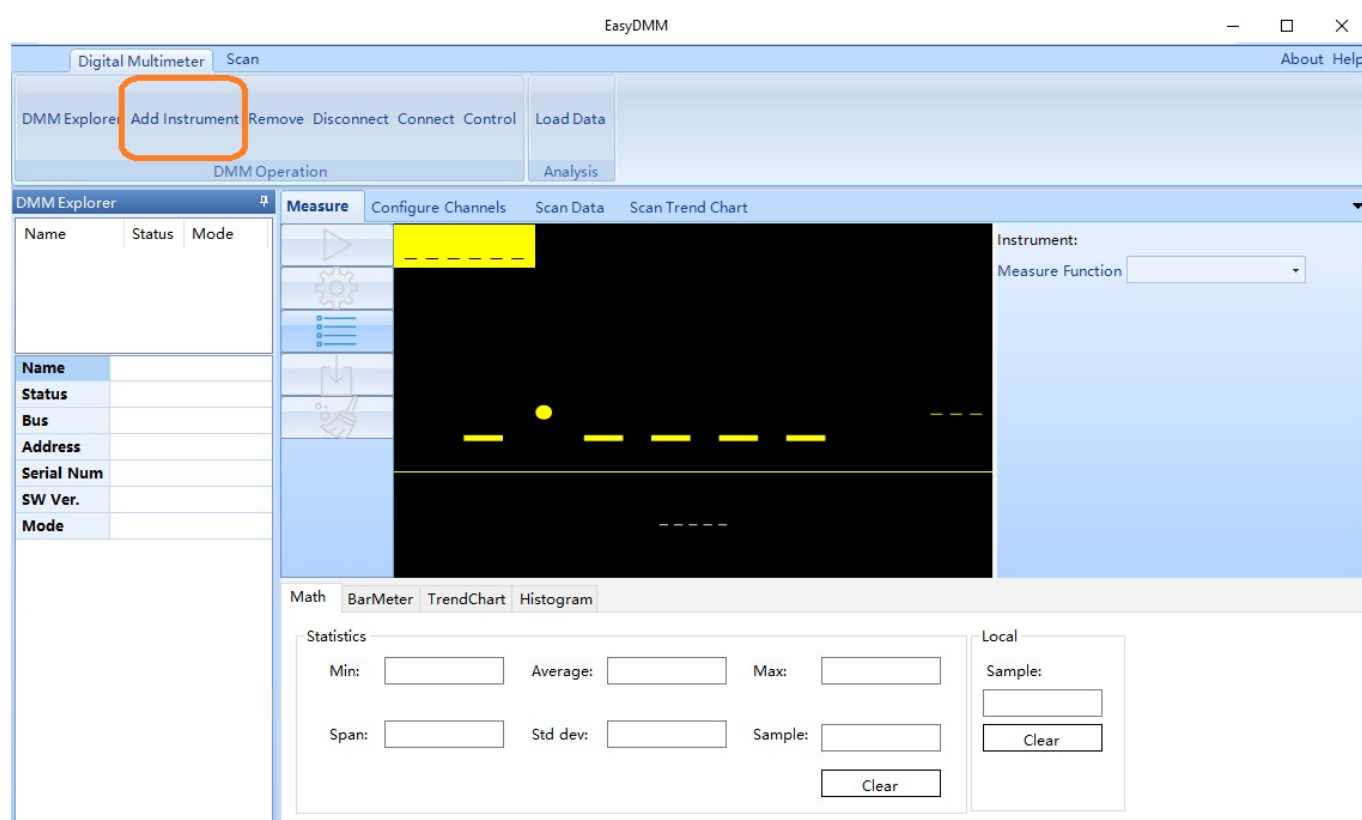 EasyDMM
Digital Multimeter Scan About Help
DMM Explorer Add Instrument Remove Disconnect Connect Control Load Data
DMM Operation Analysis
DMM Explorer
Measure Configure Channels Scan Data Scan Trend Chart
Name Status Mode
Instrument:
Measure Function
Name
Status
Bus
Address
Serial Num
SW Ver.
Mode
Math BarMeter TrendChart Histogram
Statistics
Min: Average: Max:
Span: Std dev: Sample:
Clear
Local
Sample:
Clear